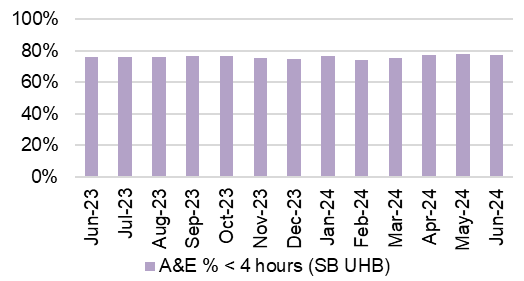 100%
80%
60%
40%
20%
0%
Jun-23
Jul-23
Aug-23
Sep-23
Oct-23
Nov-23
Dec-23
Jan-24
Feb-24
Mar-24
Apr-24
May-24
Jun-24
A&E % < 4 hours (SB UHB)